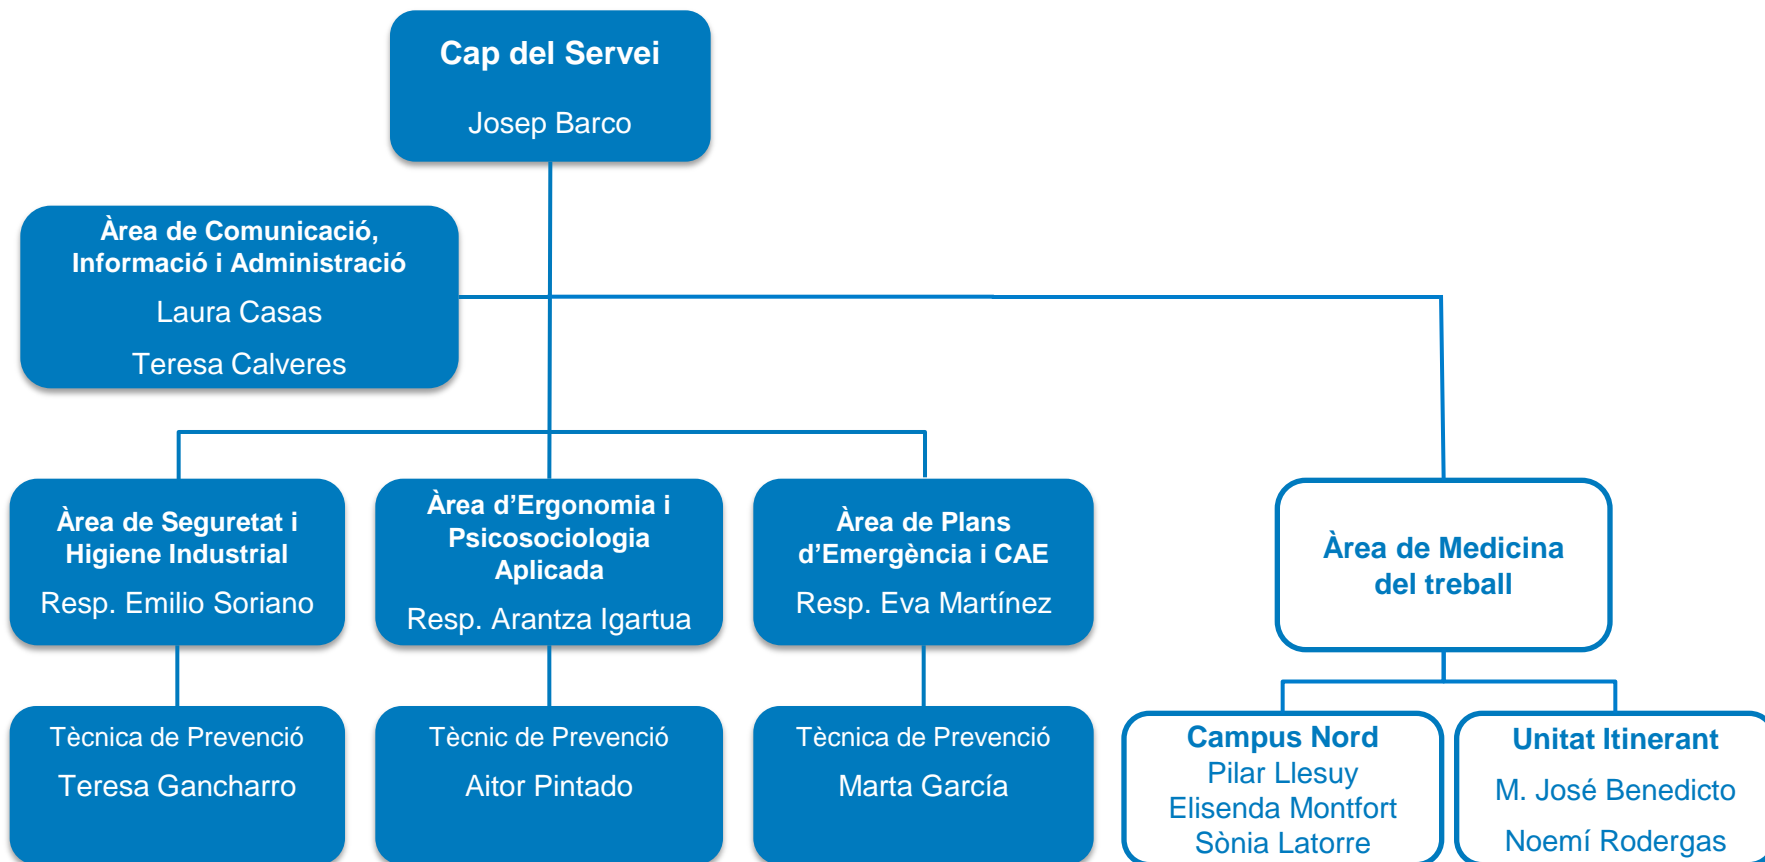 Cap del Servei
Josep Barco
Àrea de Comunicació,
Informació i Administració
Laura Casas
Teresa Calveres
Àrea de Seguretat i
Higiene Industrial
Resp. Emilio Soriano
Àrea d’Ergonomia i
Psicosociologia
Aplicada
Resp. Arantza Igartua
Àrea de Plans
d’Emergència i CAE
Resp. Eva Martínez
Àrea de Medicina
del treball
Tècnica de Prevenció
Teresa Gancharro
Tècnic de Prevenció
Aitor Pintado
Tècnica de Prevenció
Marta García
Campus Nord
Pilar Llesuy
Elisenda Montfort
Sònia Latorre
Unitat Itinerant
M. José Benedicto
Noemí Rodergas